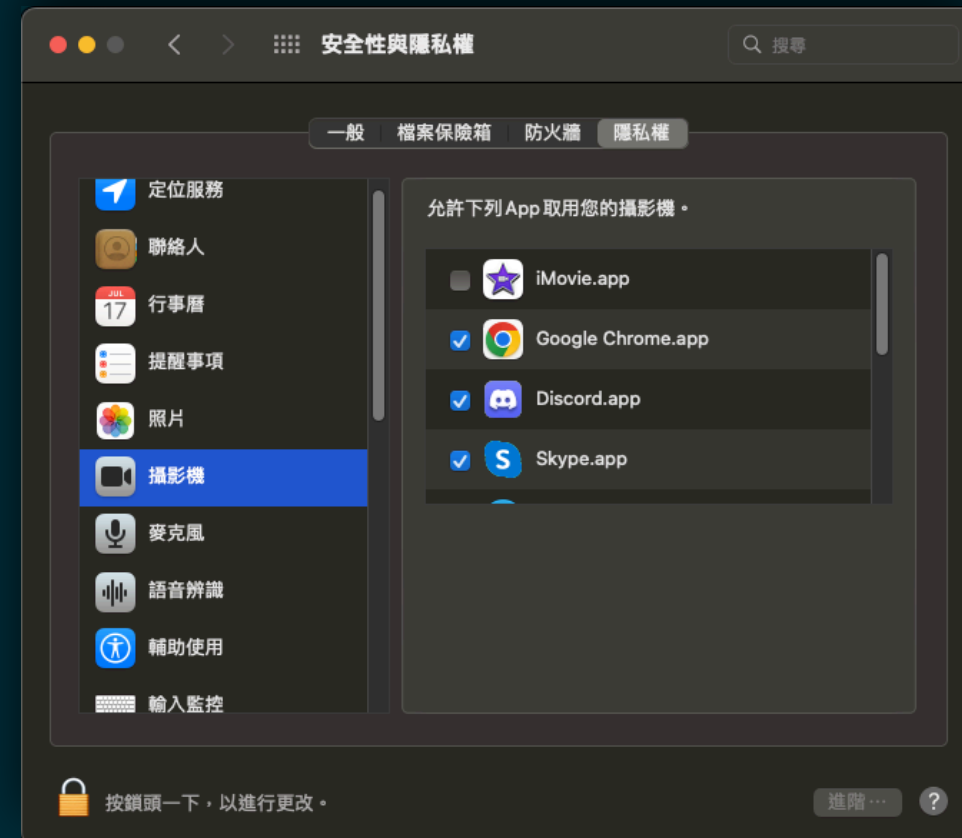 安全性與隱私權
搜尋
一般 檔案保險箱 防火牆 隱私權
定位服務
聯絡人
JUL
17
行事曆
提醒事項
照片
攝影機
麥克風
語音辨識
輔助使用
輸入監控
允許下列App取用您的攝影機。
iMovie.app
Google Chrome.app
Discord.app
S
Skype.app
按鎖頭一下,以進行更改。
進階⋯
?